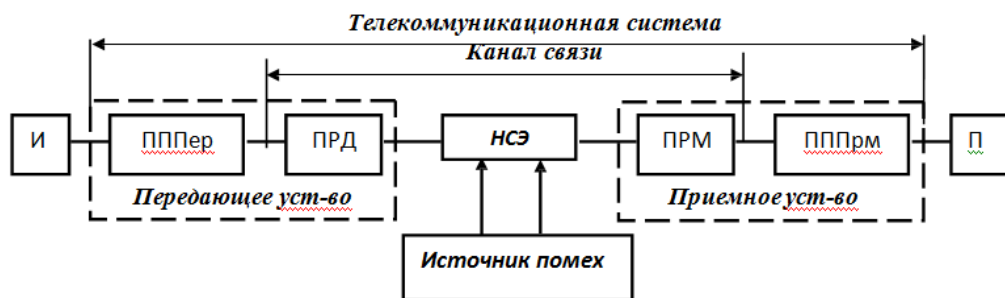 Телекоммуникационная система
Канал связи
И
ПППер
ПРД
НСЭ
ПРМ
ПППрм
П
Передающее уст-во
Приемное уст-во
Источник помех